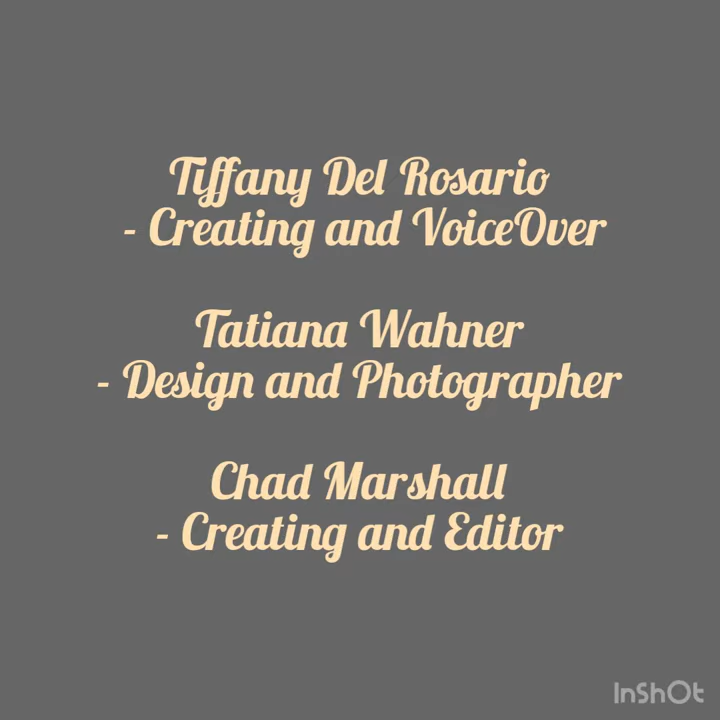 Tiffany Del Rosario
- Creating and VoiceOver
Tatiana Wahner
- Design and Photographer
Chad Marshall
- Creating and Editor
InShOt